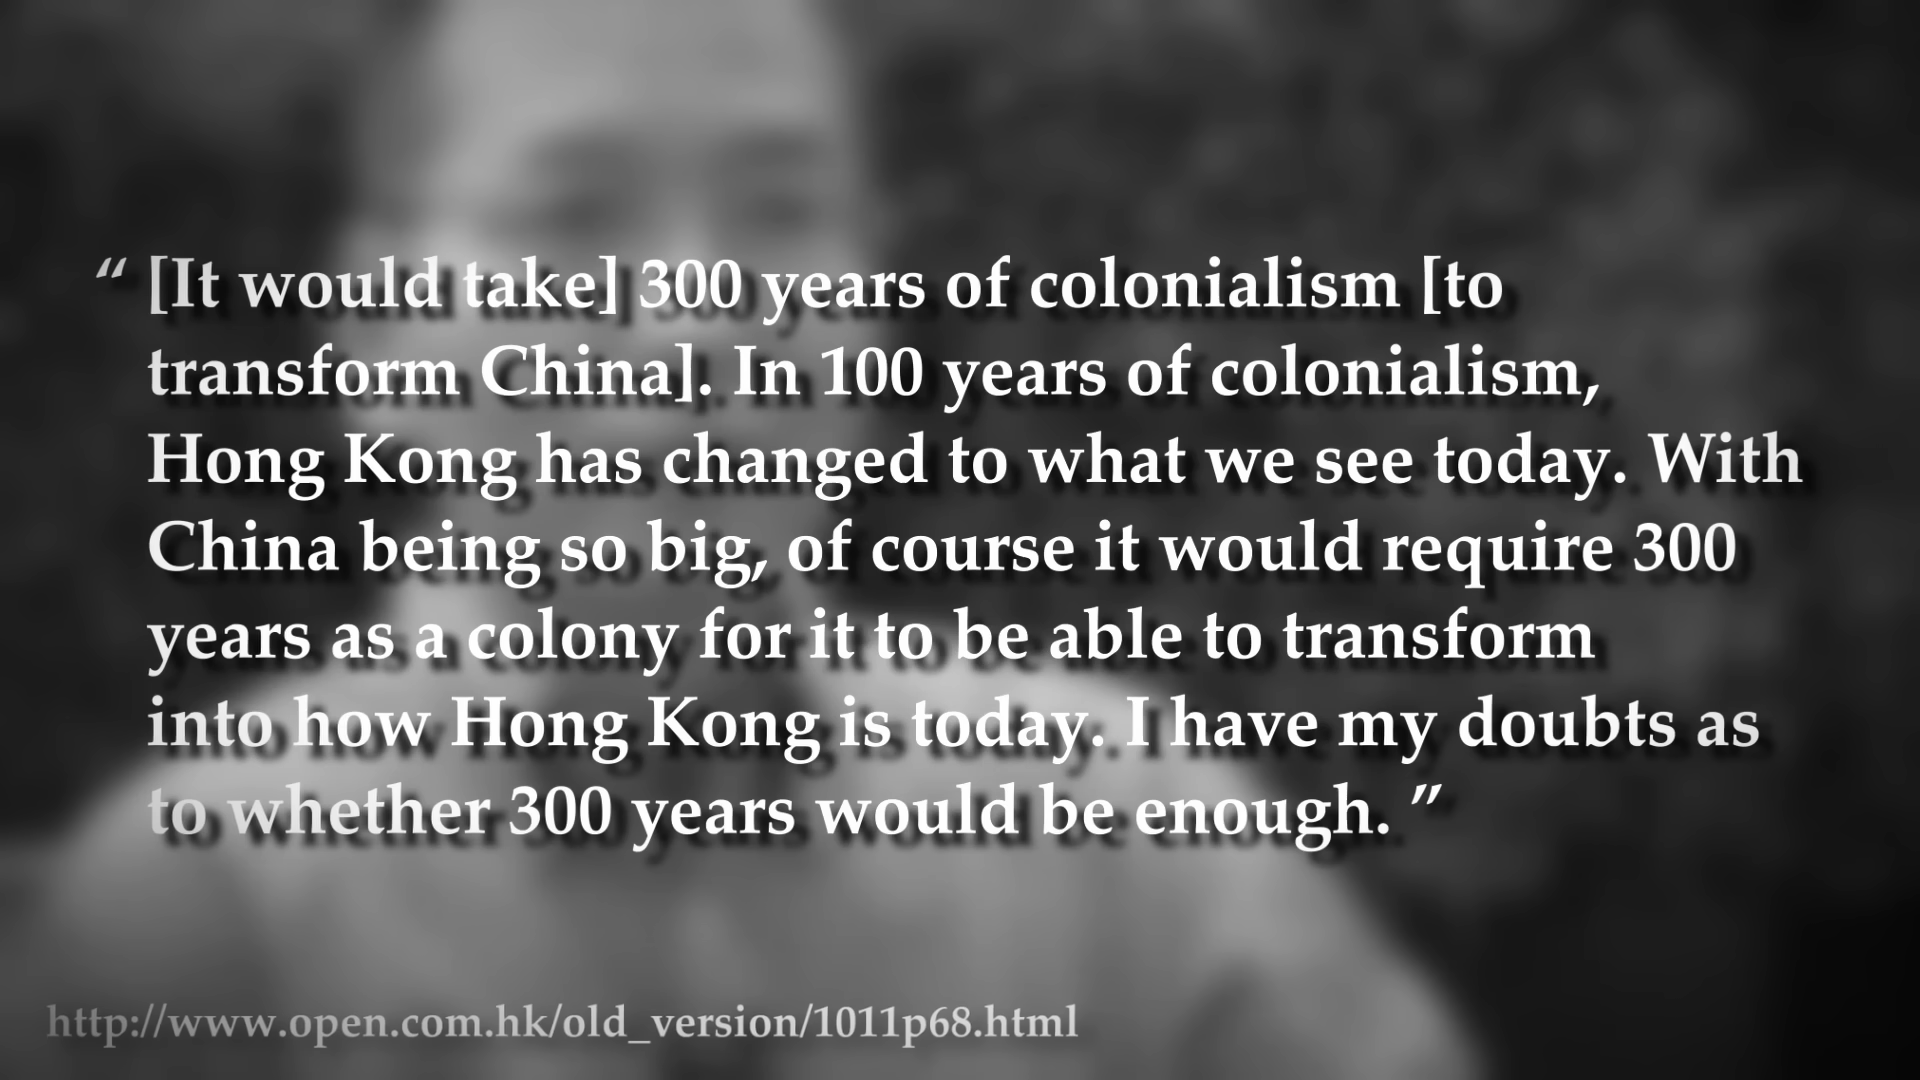 “ [It would take] 300 years of colonialism [to
transform China]. In 100 years of colonialism,
Hong Kong has changed to what we see today. With
China being so big, of course it would require 300
years as a colony for it to be able to transform
into how Hong Kong is today. I have my doubts as
to whether 300 years would be enough. ”
http://www.open.com.hk/old_version/1011p68.html